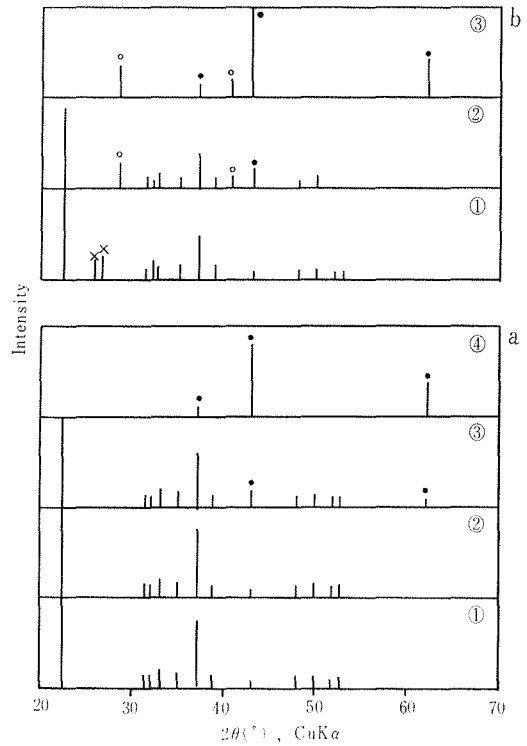 b
③
②
①
Intensity
a
④
③
②
①
20 30 40 50 60 70
2θ(°), CuKα